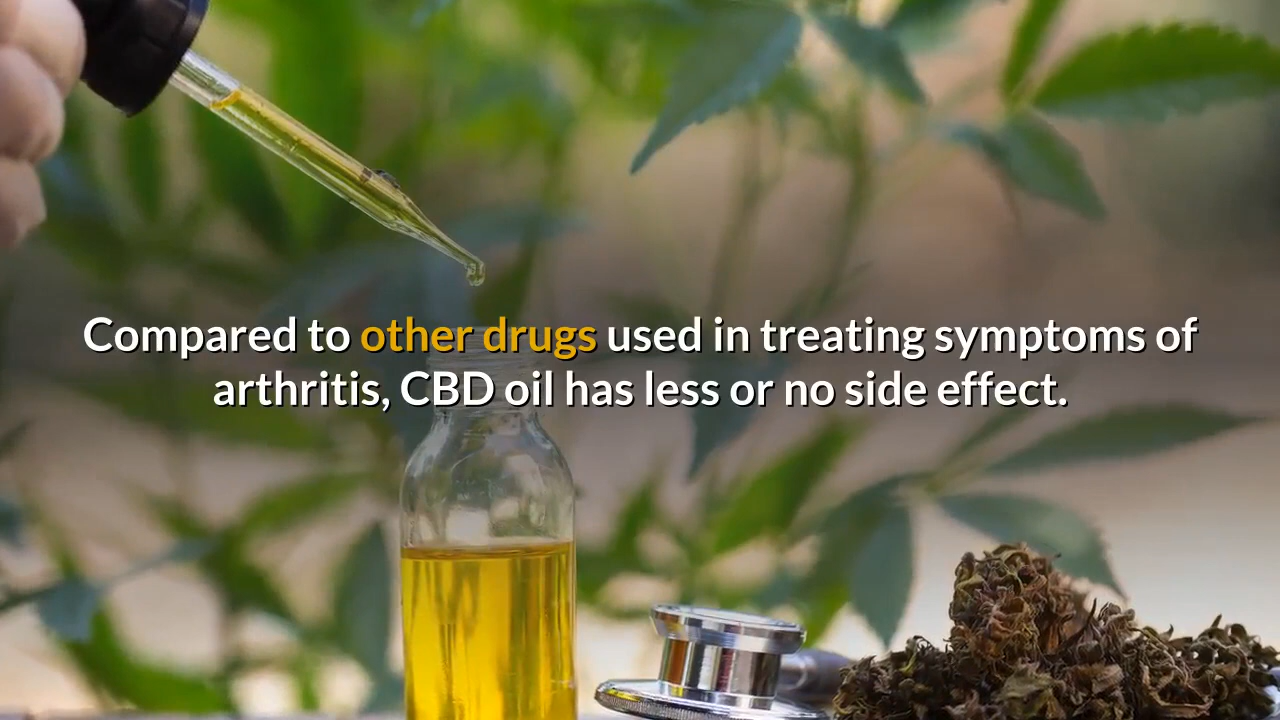 Compared to other drugs used in treating symptoms of
arthritis, CBD oil has less or no side effect.